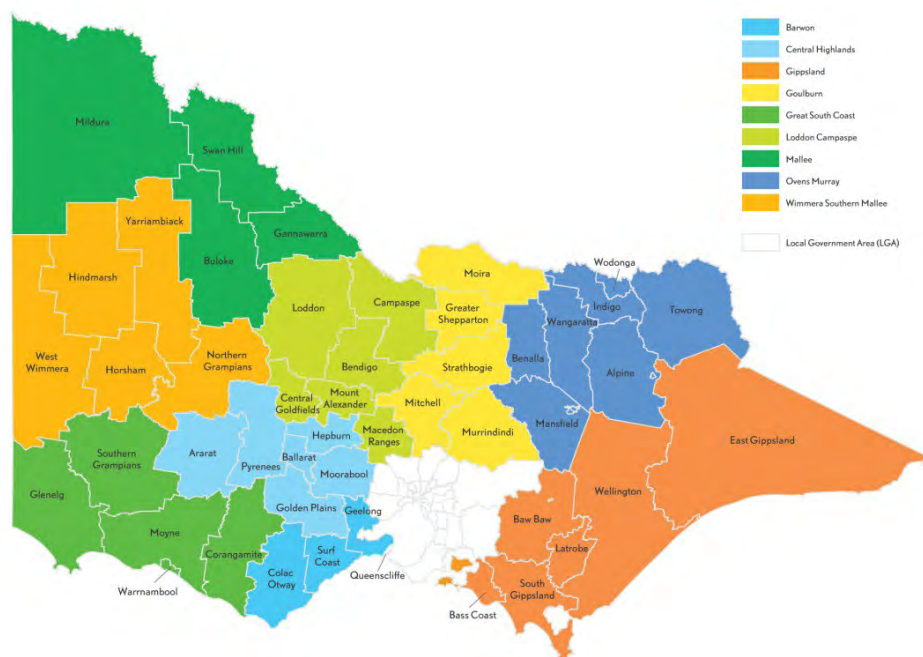 Barwon
Central Highlands
Gippsland
Goulburn
Great South Coast
Loddon Campaspe
Mallee
Ovens Murray
Wimmera Southern Mallee
Local Government Area (LGA)
Mildura
Swan Hill
Yarriambiack
Gannawarra
Buloke
Hindmarsh
Moira
Wodonga
Loddon
Campaspe
Greater
Shepparton
Indigo
Wangaratta
Towong
West
Wimmera
Horsham
Northern
Grampians
Bendigo
Strathbogie
Benalla
Alpine
Central
Goldfields
Mount
Alexander
Mitchell
Mansfield
Macedon
Ranges
Murrindindi
East Gippsland
Southern
Grampians
Ararat
Pyrenees
Hepburn
Ballarat
Moorabool
Wellington
Glenelg
Golden Plains
Geelong
Baw Baw
Moyne
Corangamite
Surf
Coast
Latrobe
Colac
Otway
Queenscliffe
Warrnambool
South
Gippsland
Bass Coast